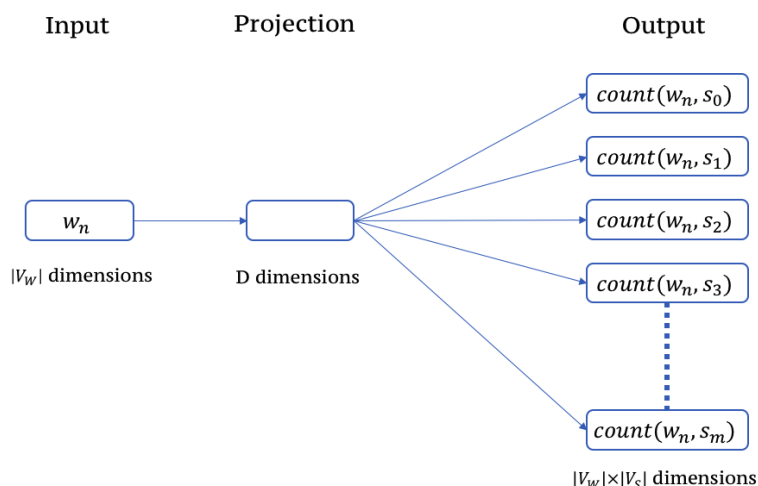 Input Projection Output
count(w_n, s_0)
count(w_n, s_1)
w_n
count(w_n, s_2)
|V_W| dimensions D dimensions
count(w_n, s_3)
count(w_n, s_m)
|V_W|×|V_S| dimensions